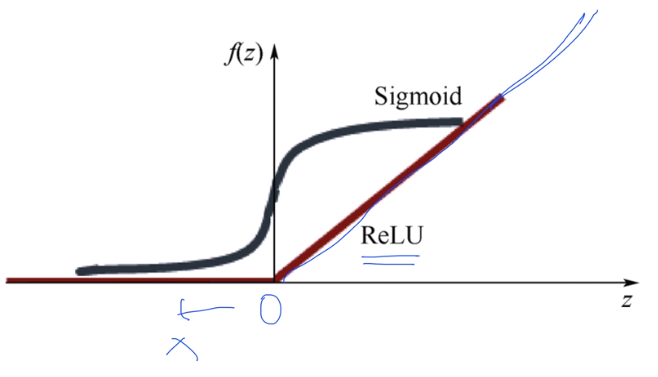 f(z)
Sigmoid
ReLU
z
0
x